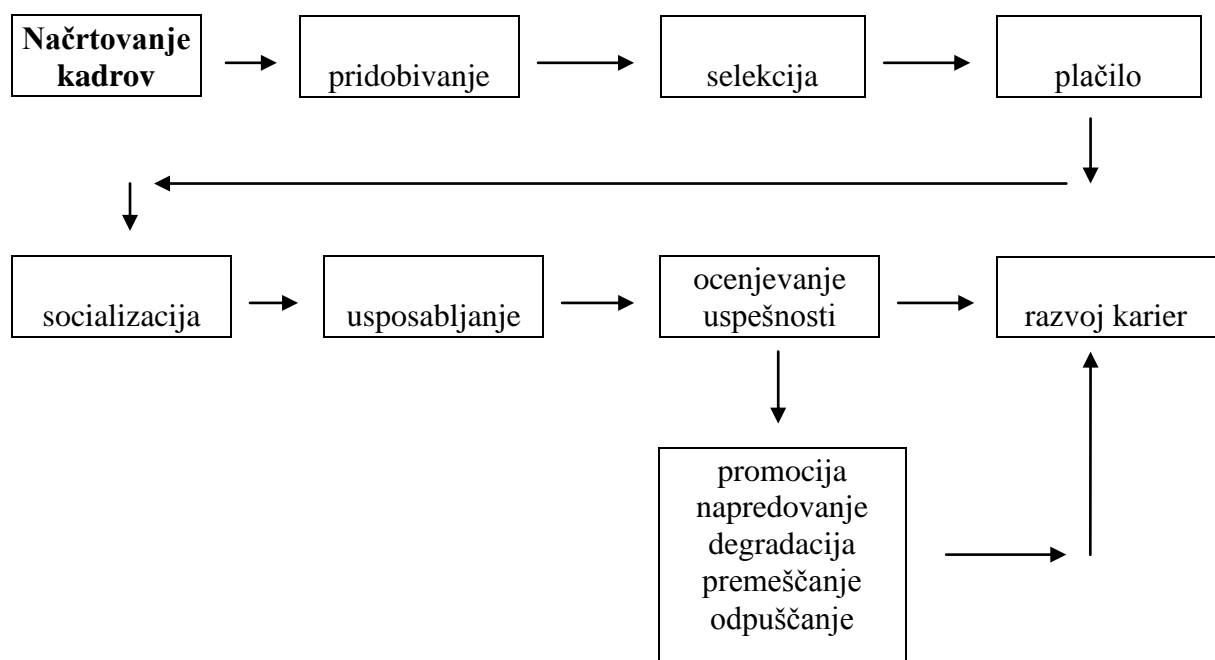 Načrtovanje
kadrov
pridobivanje
selekcija
plačilo
socializacija
usposabljanje
ocenjevanje
uspešnosti
razvoj karier
promocija
napredovanje
degradacija
premeščanje
odpuščanje